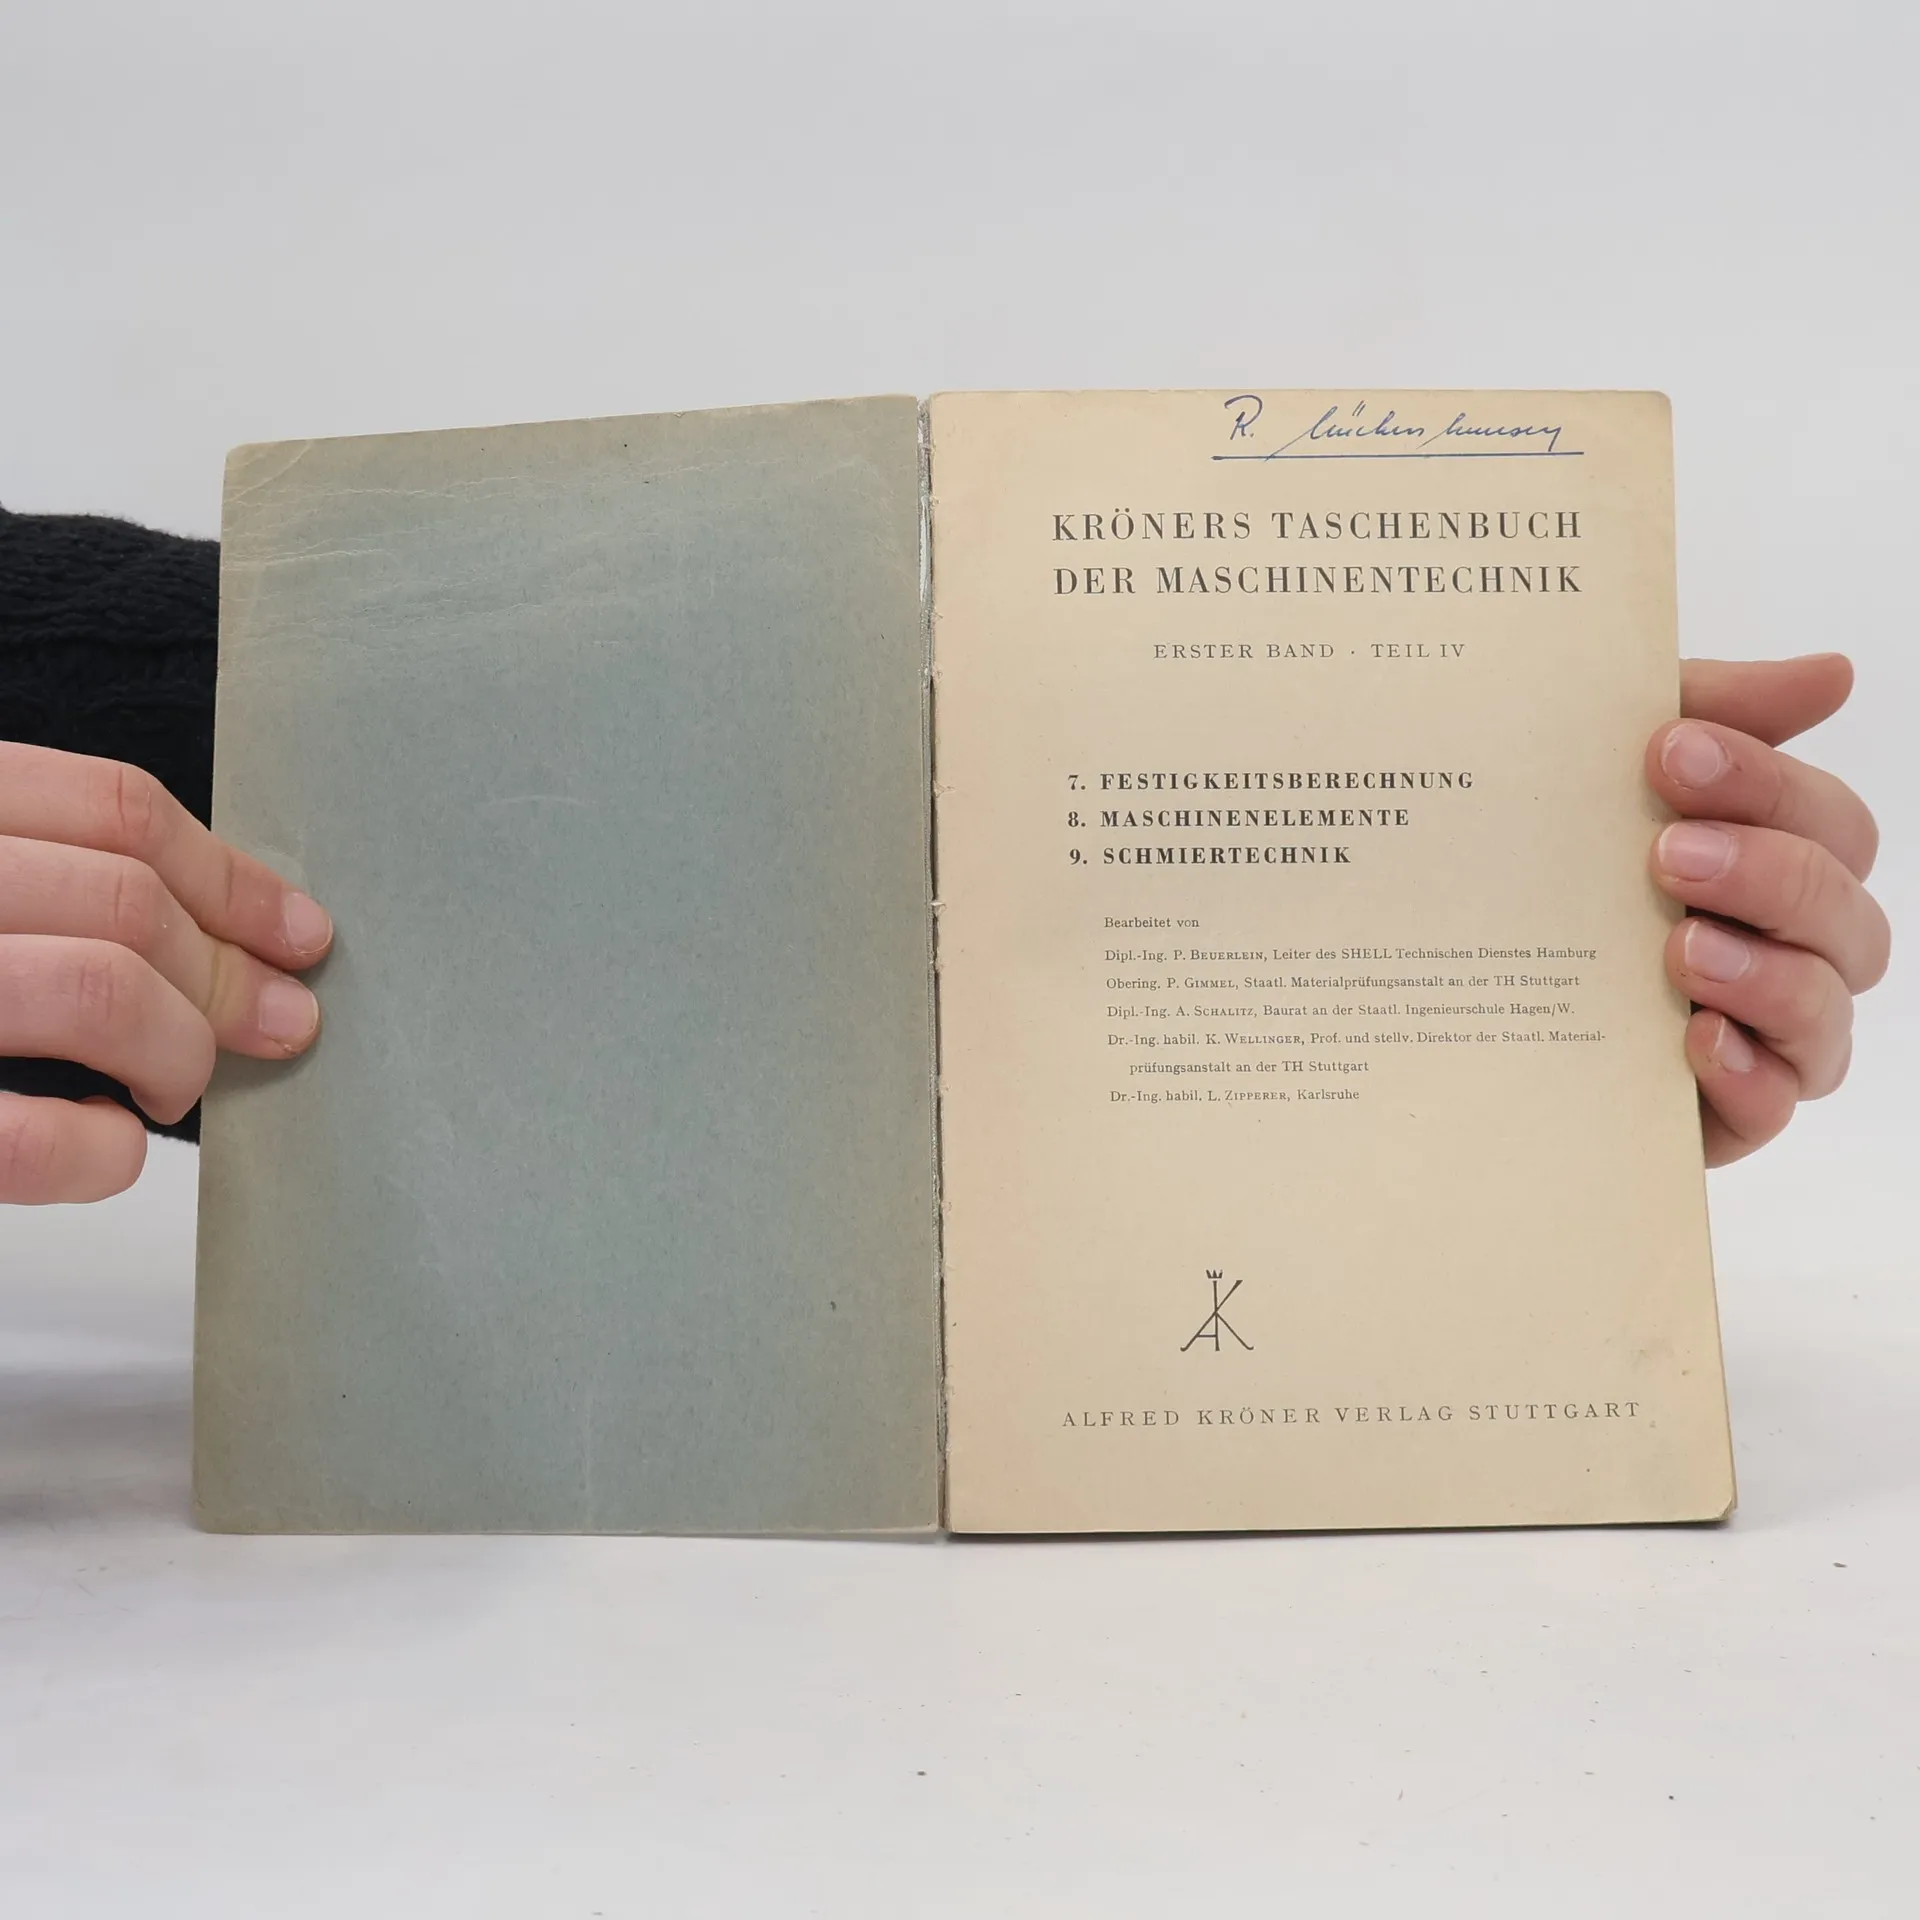 R.
KRÖNERS TASCHENBUCH
DER MASCHINENTECHNIK
ERSTER BAND · TEIL IV
7. FESTIGKEITSBERECHNUNG
8. MASCHINENELEMENTE
9. SCHMIERTECHNIK
Bearbeitet von
Dipl.-Ing. P. BEUERLEIN, Leiter des SHELL Technischen Dienstes Hamburg
Obering. P. GIMMEL, Staatl. Materialprüfungsanstalt an der TH Stuttgart
Dipl.-Ing. A. SCHALITZ, Baurat an der Staatl. Ingenieurschule Hagen/W.
Dr.-Ing. habil. K. WELLINGER, Prof. und stellv. Direktor der Staatl. Material-
prüfungsanstalt an der TH Stuttgart
Dr.-Ing. habil. L. ZIPPERER, Karlsruhe
AK
ALFRED KRÖNER VERLAG STUTTGART